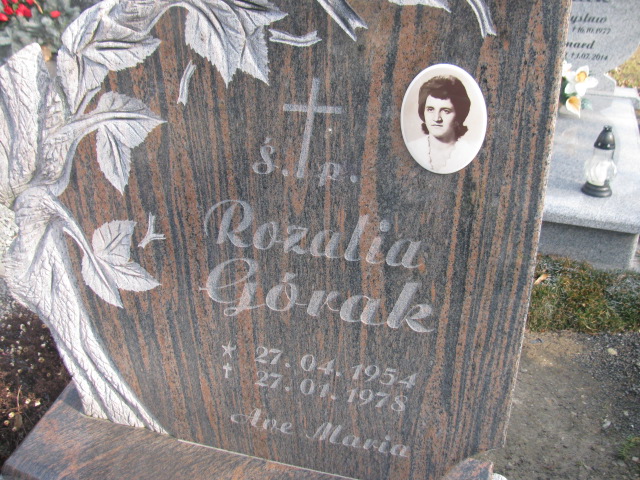 Ś. p.
Rozalia
Górak
* 27. 04. 1954
† 27. 01. 1978
Ave Maria